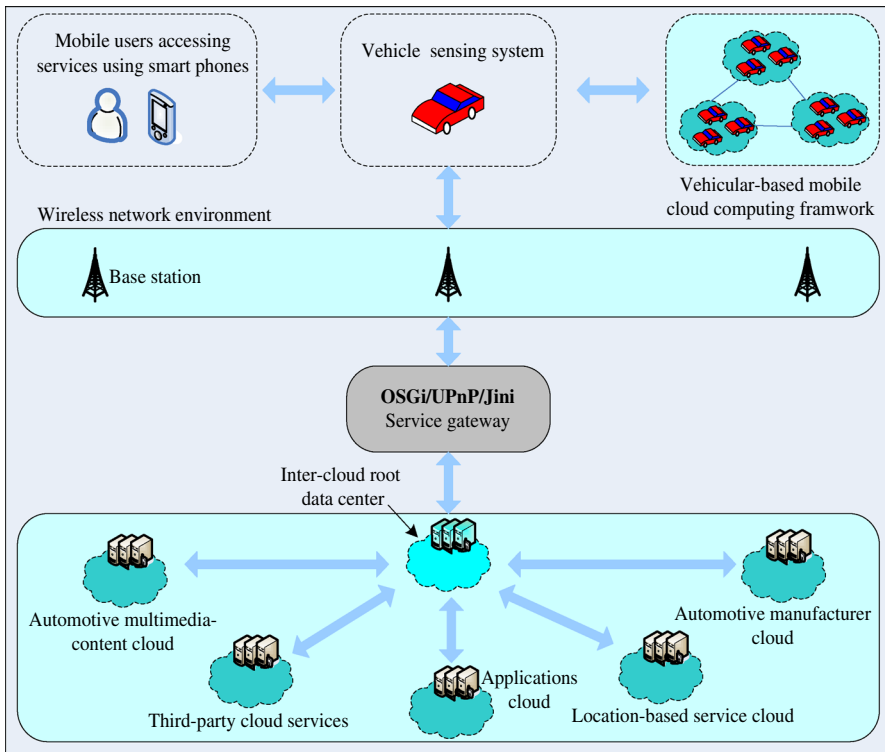 Mobile users accessing
services using smart phones
Vehicle sensing system
Vehicular-based mobile
cloud computing framwork
Wireless network environment
Base station
OSGi/UPnP/Jini
Service gateway
Inter-cloud root
data center
Automotive multimedia-
content cloud
Automotive manufacturer
cloud
Third-party cloud services
Applications
cloud
Location-based service cloud